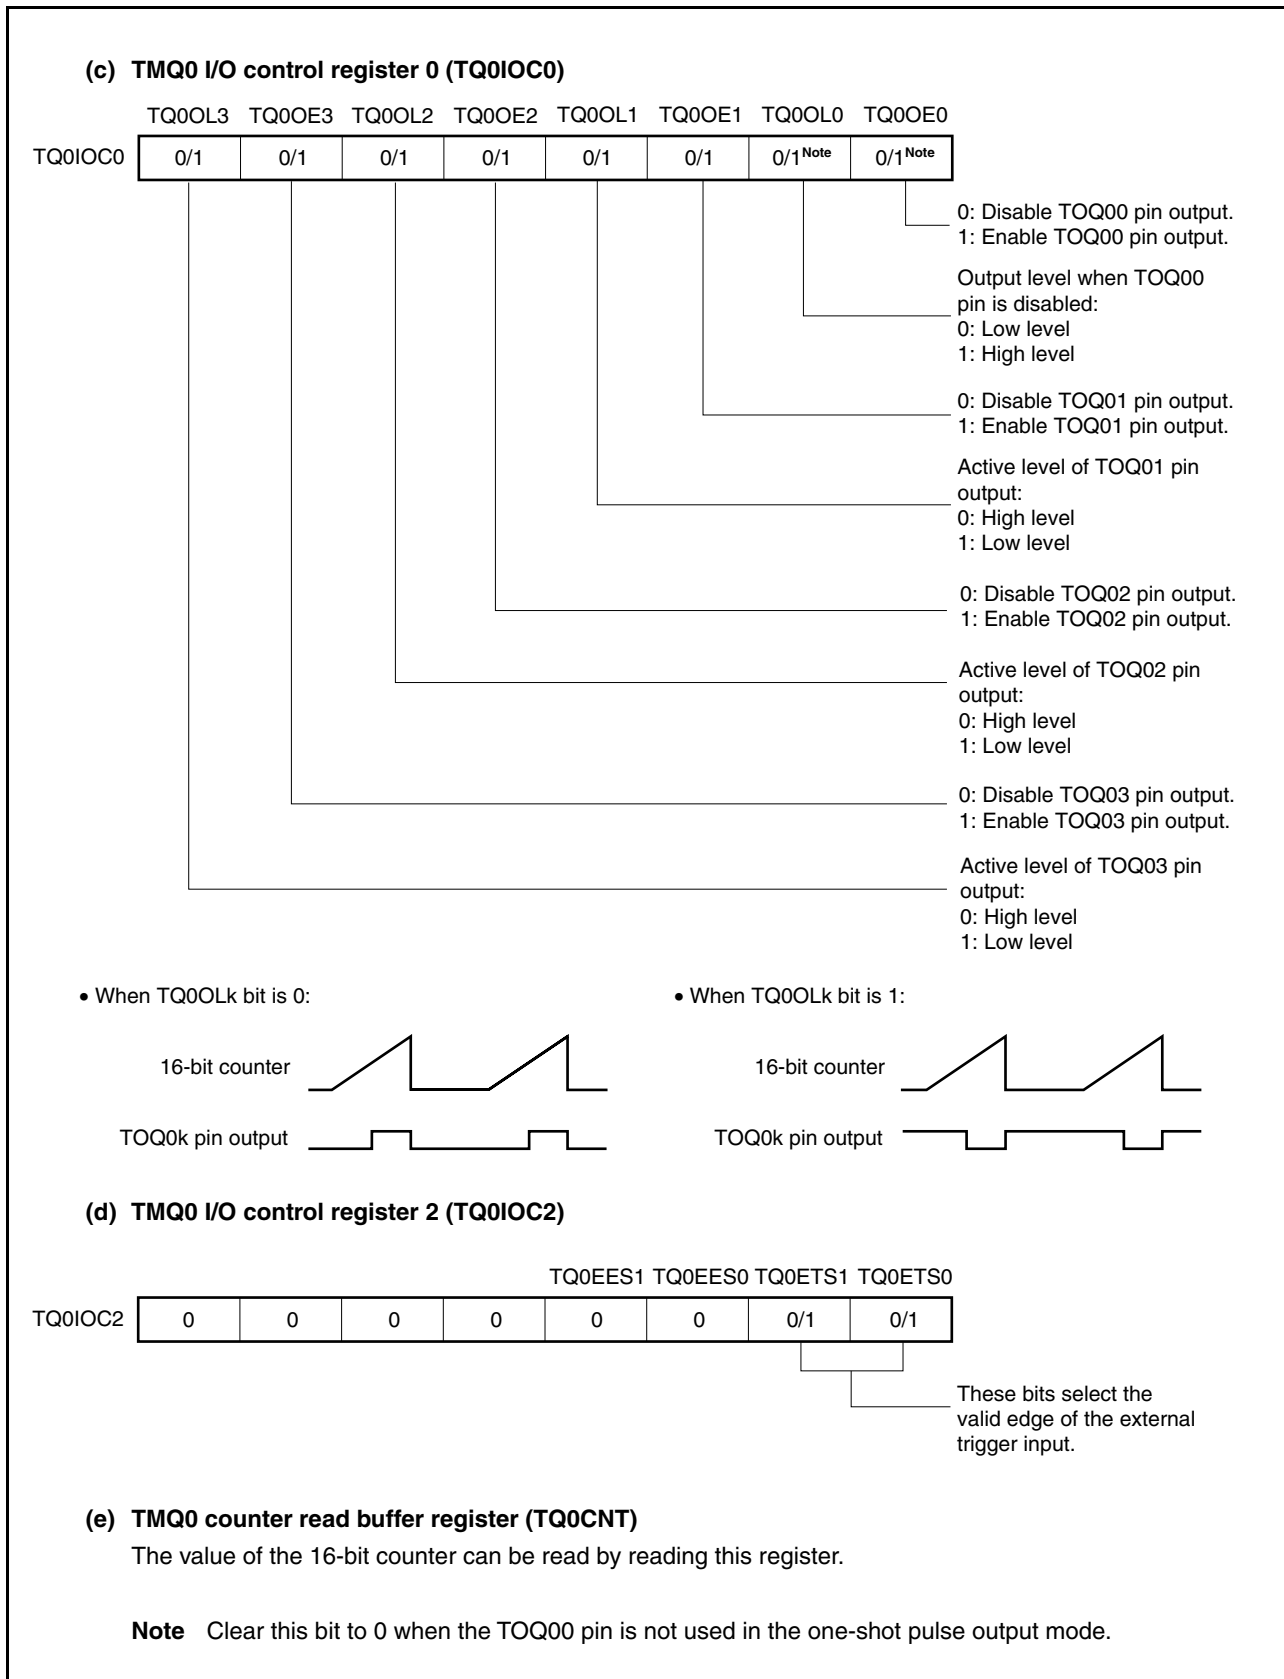 (c) TMQ0 I/O control register 0 (TQ0IOC0)
TQ0OL3 TQ0OE3 TQ0OL2 TQ0OE2 TQ0OL1 TQ0OE1 TQ0OL0 TQ0OE0
TQ0IOC0 0/1 0/1 0/1 0/1 0/1 0/1 0/1Note 0/1Note
0: Disable TOQ00 pin output.
1: Enable TOQ00 pin output.
Output level when TOQ00
pin is disabled:
0: Low level
1: High level
0: Disable TOQ01 pin output.
1: Enable TOQ01 pin output.
Active level of TOQ01 pin
output:
0: High level
1: Low level
0: Disable TOQ02 pin output.
1: Enable TOQ02 pin output.
Active level of TOQ02 pin
output:
0: High level
1: Low level
0: Disable TOQ03 pin output.
1: Enable TOQ03 pin output.
Active level of TOQ03 pin
output:
0: High level
1: Low level
• When TQ0OLk bit is 0:
16-bit counter
TOQ0k pin output
• When TQ0OLk bit is 1:
16-bit counter
TOQ0k pin output
(d) TMQ0 I/O control register 2 (TQ0IOC2)
TQ0EES1 TQ0EES0 TQ0ETS1 TQ0ETS0
TQ0IOC2 0 0 0 0 0 0 0/1 0/1
These bits select the
valid edge of the external
trigger input.
(e) TMQ0 counter read buffer register (TQ0CNT)
The value of the 16-bit counter can be read by reading this register.
Note Clear this bit to 0 when the TOQ00 pin is not used in the one-shot pulse output mode.